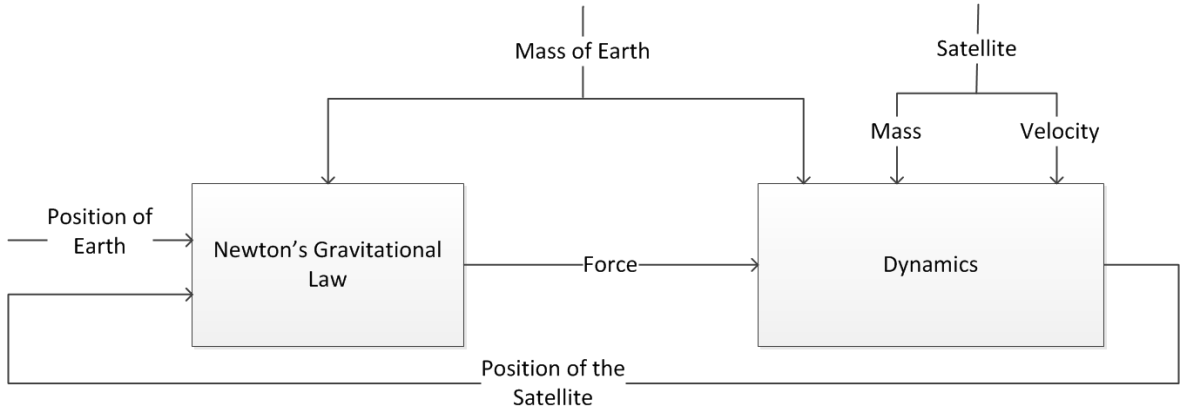 Mass of Earth
Satellite
Mass
Velocity
Position of
Earth
Newton’s Gravitational
Law
Force
Dynamics
Position of the
Satellite